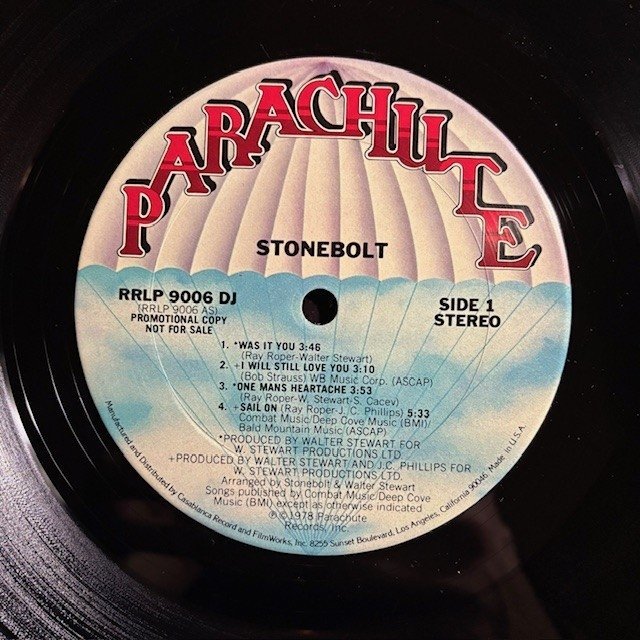 PARACHUTE
STONEBOLT
RRLP 9006 DJ
(RRLP 9006 AS)
PROMOTIONAL COPY
NOT FOR SALE
SIDE 1
STEREO
1. *WAS IT YOU 3:46
(Ray Roper-Walter Stewart)
2. +I WILL STILL LOVE YOU 3:10
(Bob Strauss) WB Music Corp. (ASCAP)
3. *ONE MANS HEARTACHE 3:53
(Ray Roper-W. Stewart-S. Cacev)
4. +SAIL ON (Ray Roper-J.C. Phillips) 5:33
Combat Music/Deep Cove Music (BMI)/
Bald Mountain Music (ASCAP)
*PRODUCED BY WALTER STEWART FOR
W. STEWART PRODUCTIONS LTD
+PRODUCED BY WALTER STEWART AND J.C. PHILLIPS FOR
W. STEWART PRODUCTIONS LTD.
Arranged by Stonebolt & Walter Stewart
Songs published by Combat Music/Deep Cove
Music (BMI) except as otherwise indicated
℗ © 1978 Parachute
Records, Inc.
Manufactured and Distributed by Casablanca Record and FilmWorks, Inc. 8255 Sunset Boulevard, Los Angeles, California 90046, Made in U.S.A.